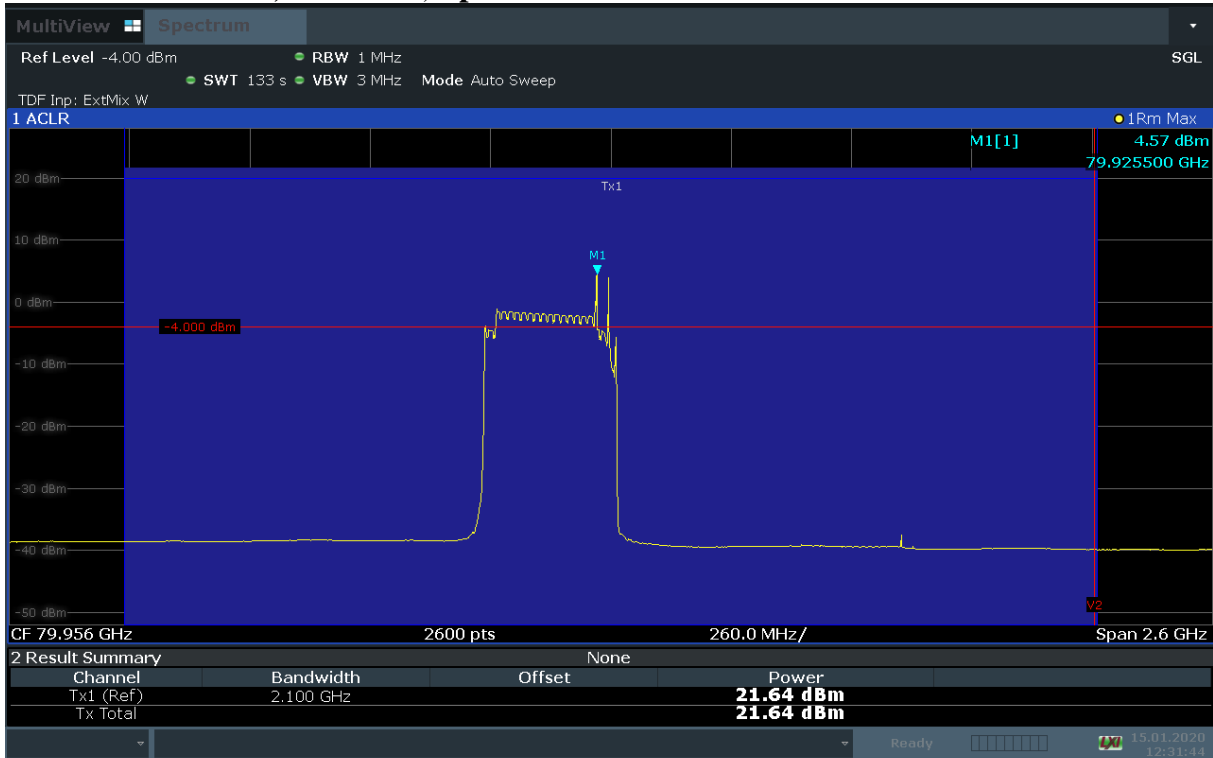 MultiView Spectrum
Ref Level -4.00 dBm RBW 1 MHz SGL
SWT 133 s VBW 3 MHz Mode Auto Sweep
TDF Inp: ExtMix W
1 ACLR 1Rm Max
M1[1] 4.57 dBm
79.925500 GHz
20 dBm
Tx1
10 dBm
M1
0 dBm
-4.000 dBm
-10 dBm
-20 dBm
-30 dBm
-40 dBm
-50 dBm
V2
CF 79.956 GHz 2600 pts 260.0 MHz/ Span 2.6 GHz
2 Result Summary None
Channel Bandwidth Offset Power
Tx1 (Ref) 2.100 GHz 21.64 dBm
Tx Total 21.64 dBm
Ready LXI 15.01.2020
12:31:44